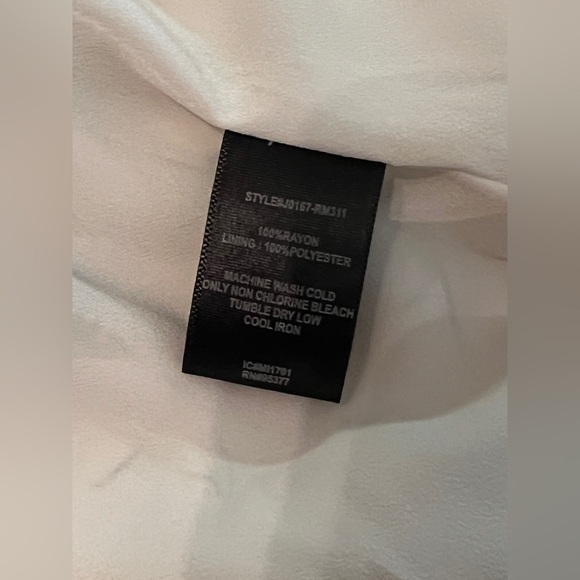 STYLE#J0167-RM311
100%RAYON
LINING : 100%POLYESTER
MACHINE WASH COLD
ONLY NON CHLORINE BLEACH
TUMBLE DRY LOW
COOL IRON
IC#MI1791
RN#95377